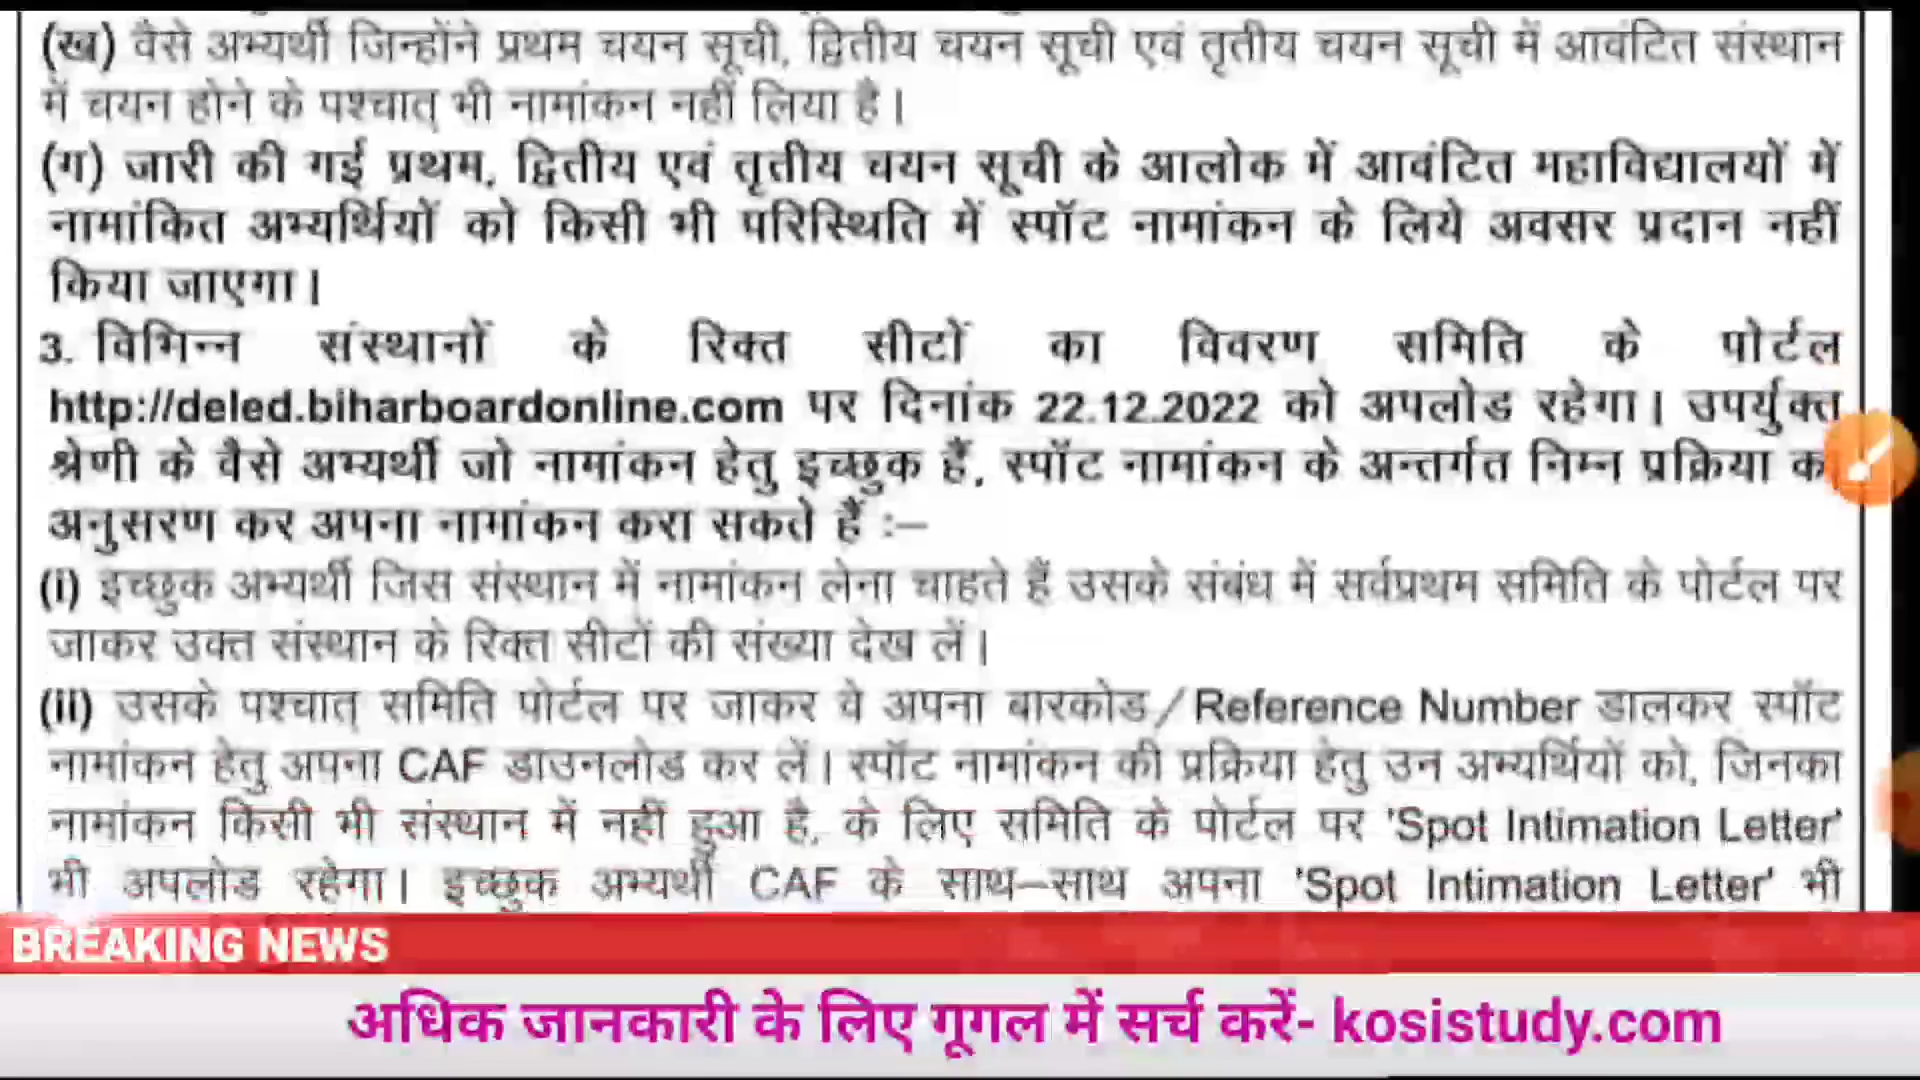 (ख) वैसे अभ्यर्थी जिन्होंने प्रथम चयन सूची, द्वितीय चयन सूची एवं तृतीय चयन सूची में आवंटित संस्थान
में चयन होने के पश्चात् भी नामांकन नहीं लिया है।
(ग) जारी की गई प्रथम, द्वितीय एवं तृतीय चयन सूची के आलोक में आवंटित महाविद्यालयों में
नामांकित अभ्यर्थियों को किसी भी परिस्थिति में स्पॉट नामांकन के लिये अवसर प्रदान नहीं
किया जाएगा।
3. विभिन्न संस्थानों के रिक्त सीटों का विवरण समिति के पोर्टल
http://deled.biharboardonline.com पर दिनांक 22.12.2022 को अपलोड रहेगा। उपर्युक्त
श्रेणी के वैसे अभ्यर्थी जो नामांकन हेतु इच्छुक हैं, स्पॉट नामांकन के अन्तर्गत निम्न प्रक्रिया
अनुसरण कर अपना नामांकन करा सकते हैं :–
(i) इच्छुक अभ्यर्थी जिस संस्थान में नामांकन लेना चाहते हैं उसके संबंध में सर्वप्रथम समिति के पोर्टल पर
जाकर उक्त संस्थान के रिक्त सीटों की संख्या देख लें।
(ii) उसके पश्चात् समिति पोर्टल पर जाकर वे अपना बारकोड/Reference Number डालकर स्पॉट
नामांकन हेतु अपना CAF डाउनलोड कर लें। स्पॉट नामांकन की प्रक्रिया हेतु उन अभ्यर्थियों को, जिनका
नामांकन किसी भी संस्थान में नहीं हुआ है, के लिए समिति के पोर्टल पर 'Spot Intimation Letter'
भी अपलोड रहेगा। इच्छुक अभ्यर्थी CAF के साथ–साथ अपना 'Spot Intimation Letter' भी
BREAKING NEWS
अधिक जानकारी के लिए गूगल में सर्च करें- kosistudy.com